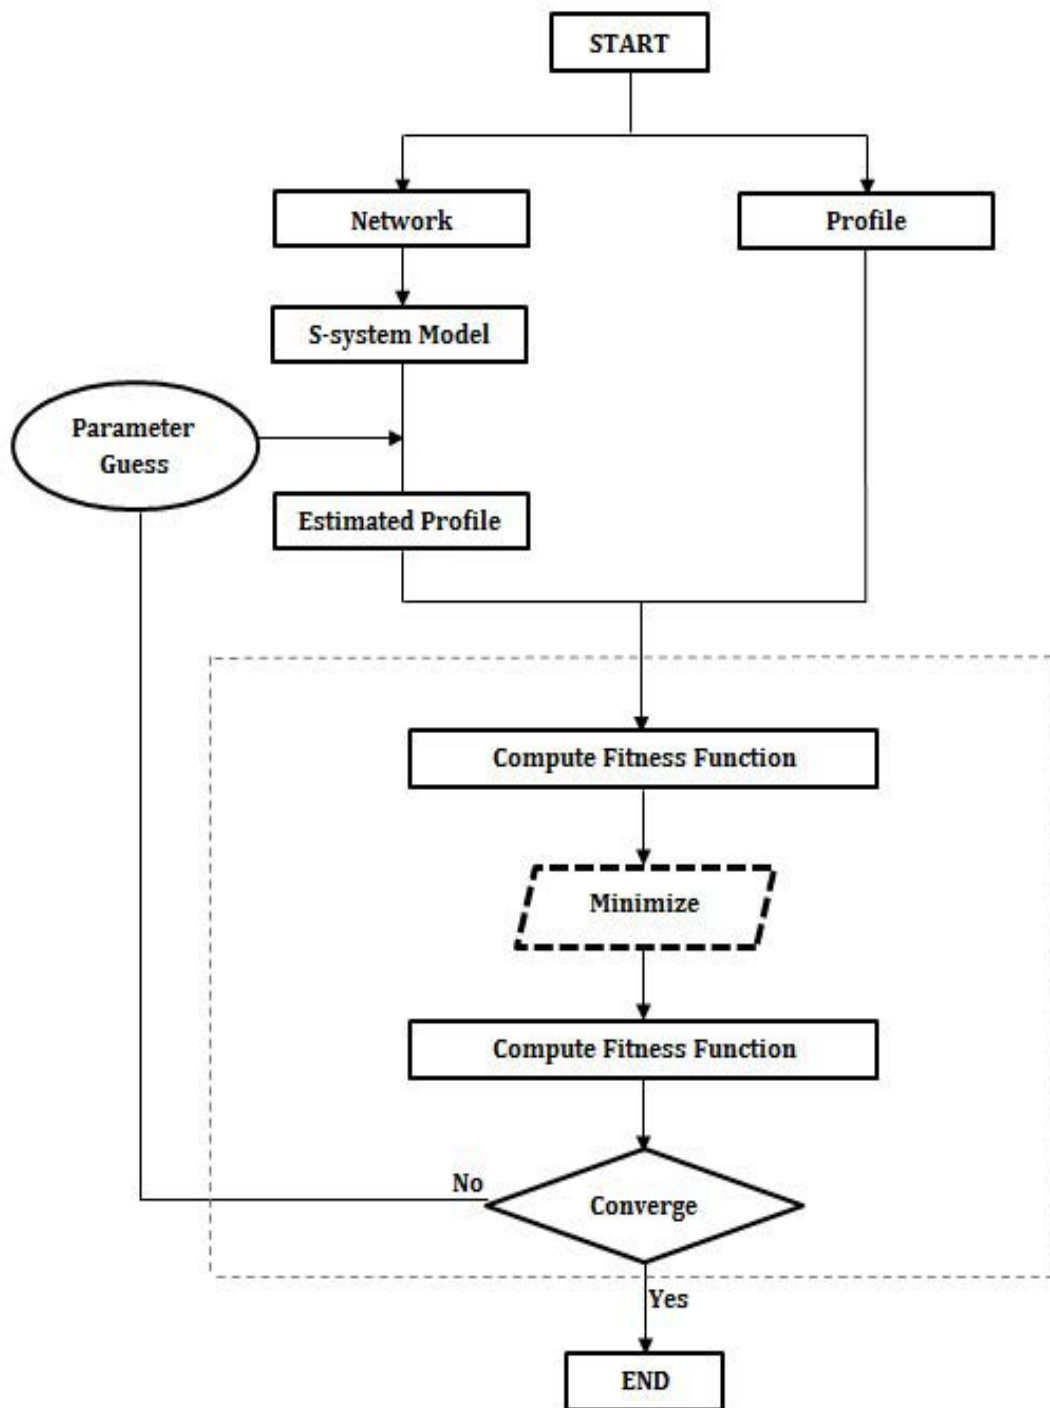 START
Network
Profile
S-system Model
Parameter
Guess
Estimated Profile
Compute Fitness Function
Minimize
Compute Fitness Function
No
Converge
Yes
END